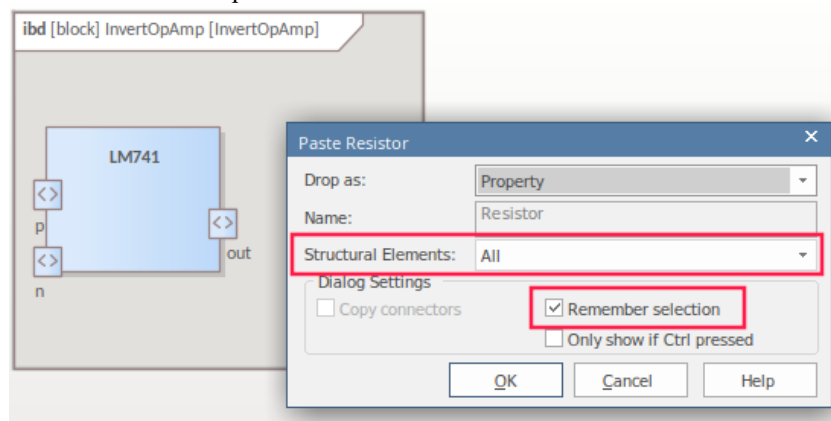 ibd [block] InvertOpAmp [InvertOpAmp]
LM741
<>
p
<>
out
<>
n
Paste Resistor
×
Drop as:
Property
Name:
Resistor
Structural Elements:
All
Dialog Settings
Copy connectors
Remember selection
Only show if Ctrl pressed
OK
Cancel
Help